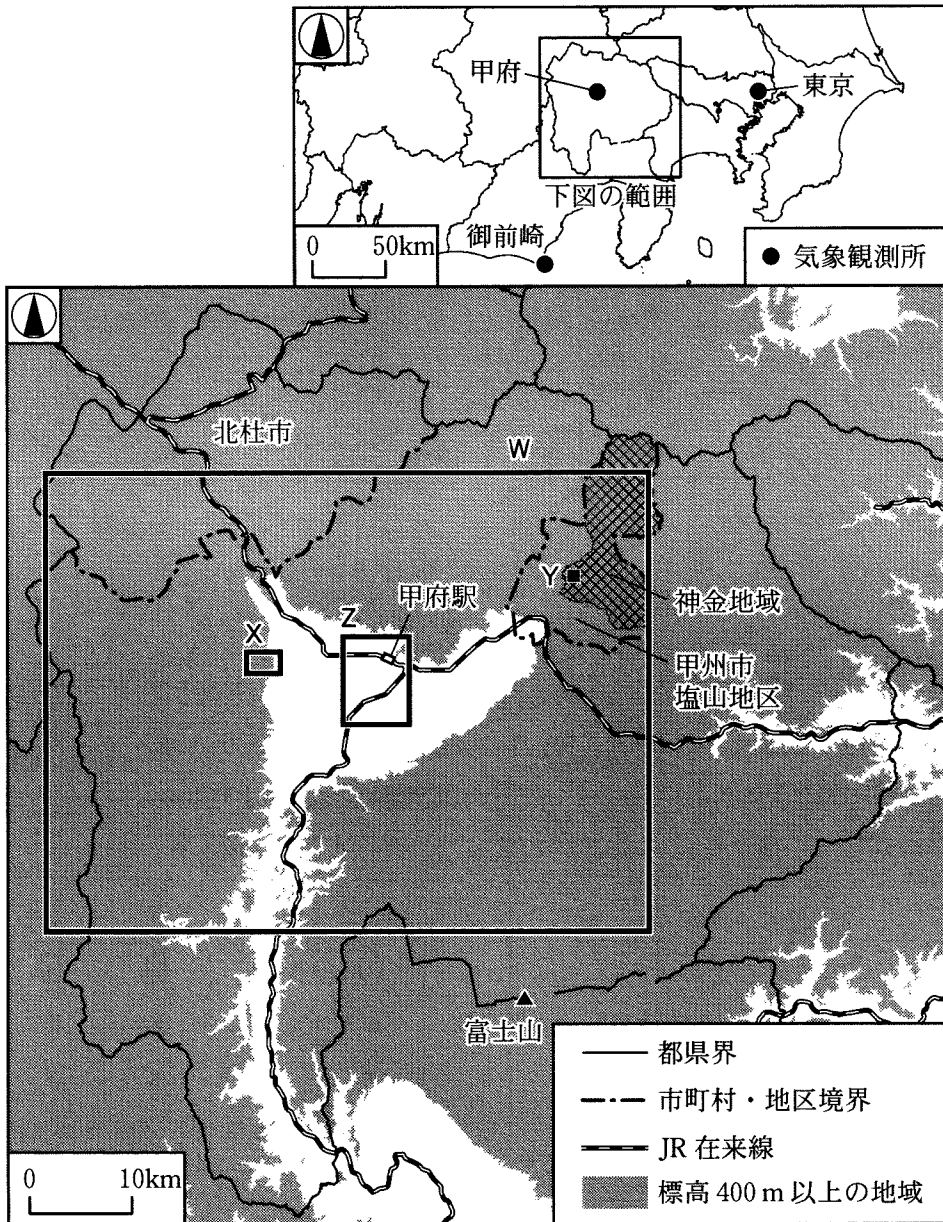 甲府
東京
下図の範囲
御前崎
0 50km
● 気象観測所
北杜市
W
Y
神金地域
甲府駅
Z
X
甲州市
塩山地区
富士山
都県界
市町村・地区境界
JR 在来線
標高 400 m 以上の地域
0 10km